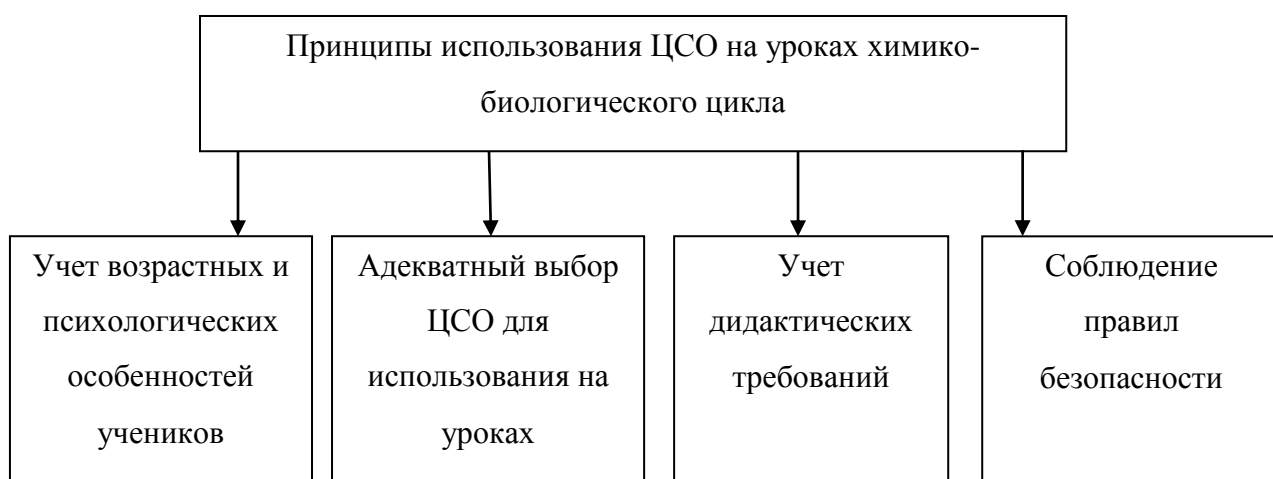 Принципы использования ЦСО на уроках химико-
биологического цикла
Учет возрастных и
психологических
особенностей
учеников
Адекватный выбор
ЦСО для
использования на
уроках
Учет
дидактических
требований
Соблюдение
правил
безопасности